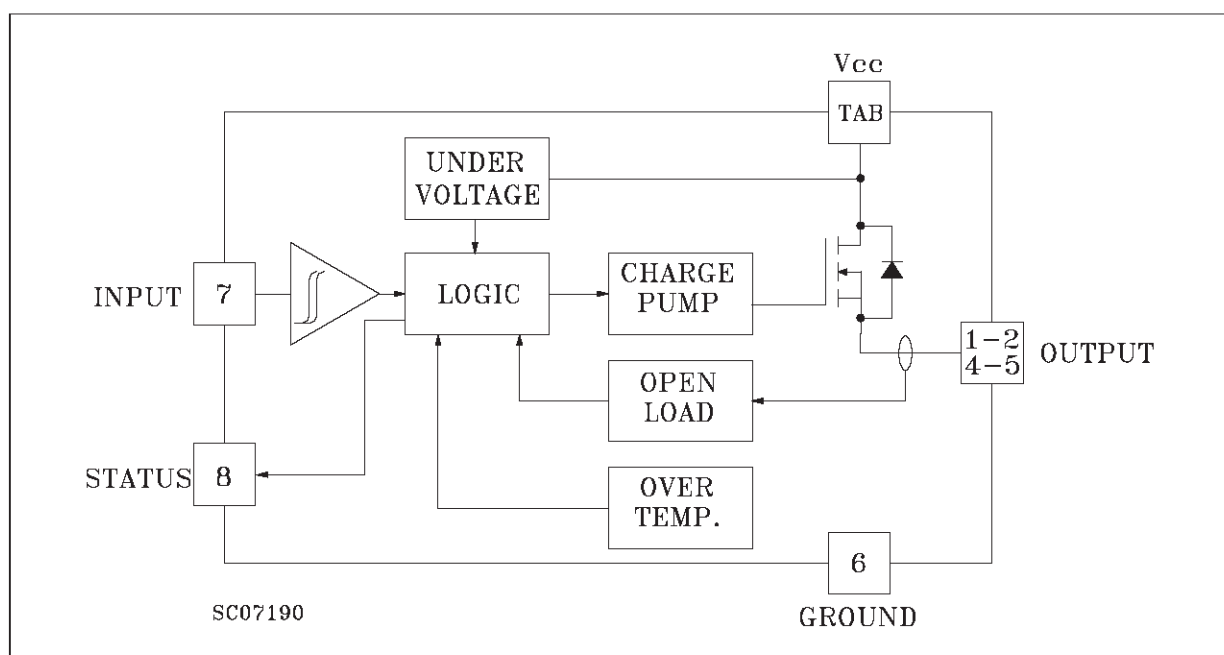 Vcc
TAB
UNDER
VOLTAGE
INPUT
7
LOGIC
CHARGE
PUMP
1-2
4-5
OUTPUT
OPEN
LOAD
STATUS
8
OVER
TEMP.
6
GROUND
SC07190